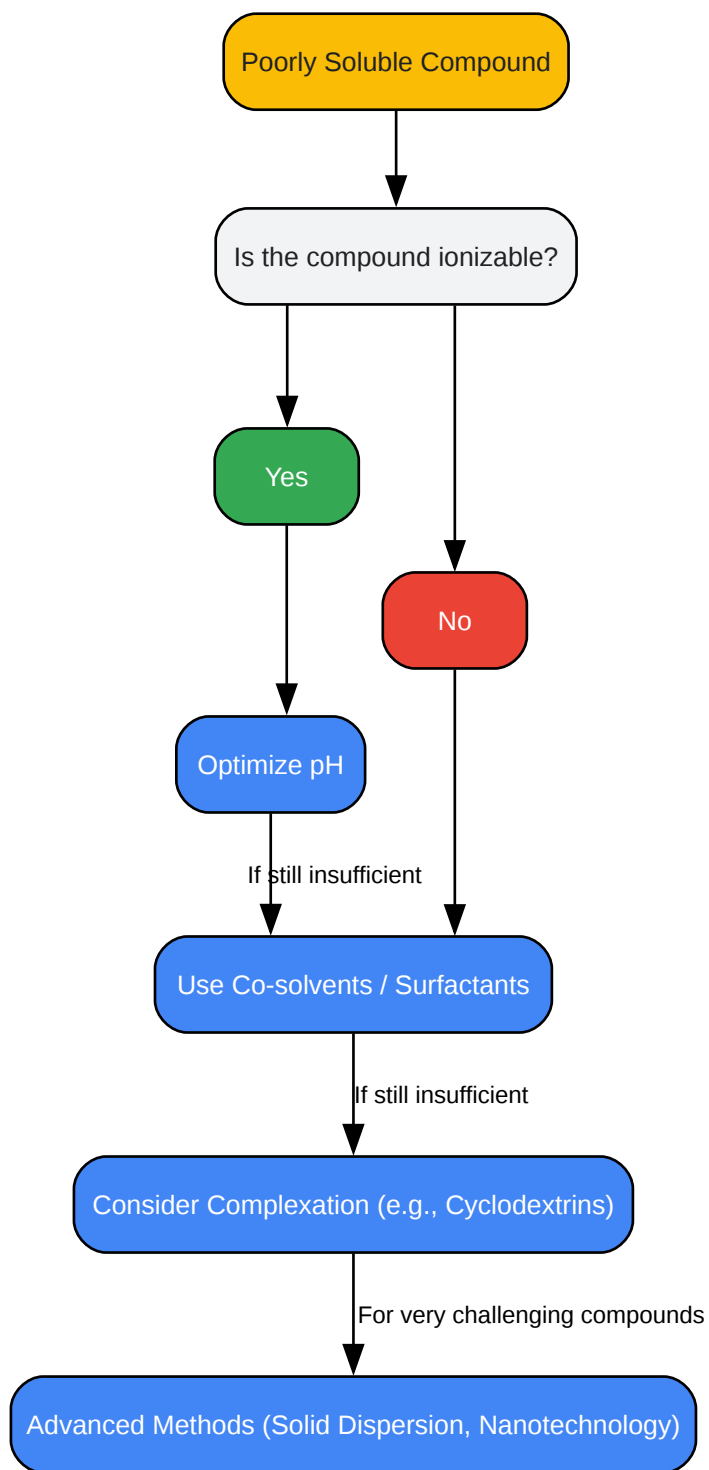 Poorly Soluble Compound
Is the compound ionizable?
Yes
No
Optimize pH
If still insufficient
Use Co-solvents / Surfactants
If still insufficient
Consider Complexation (e.g., Cyclodextrins)
For very challenging compounds
Advanced Methods (Solid Dispersion, Nanotechnology)